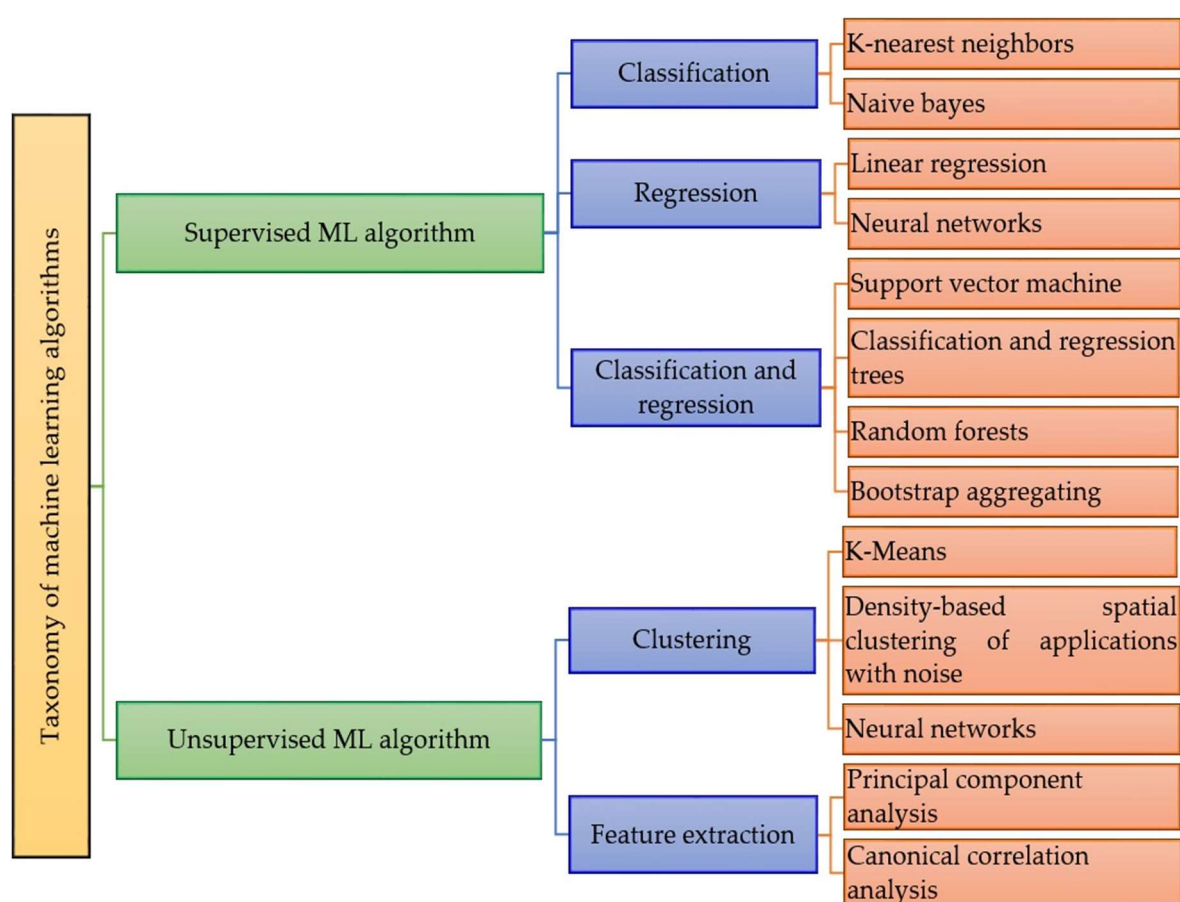 Taxonomy of machine learning algorithms
Supervised ML algorithm
Classification
K-nearest neighbors
Naive bayes
Regression
Linear regression
Neural networks
Classification and
regression
Support vector machine
Classification and regression
trees
Random forests
Bootstrap aggregating
Unsupervised ML algorithm
Clustering
K-Means
Density-based spatial
clustering of applications
with noise
Neural networks
Feature extraction
Principal component
analysis
Canonical correlation
analysis